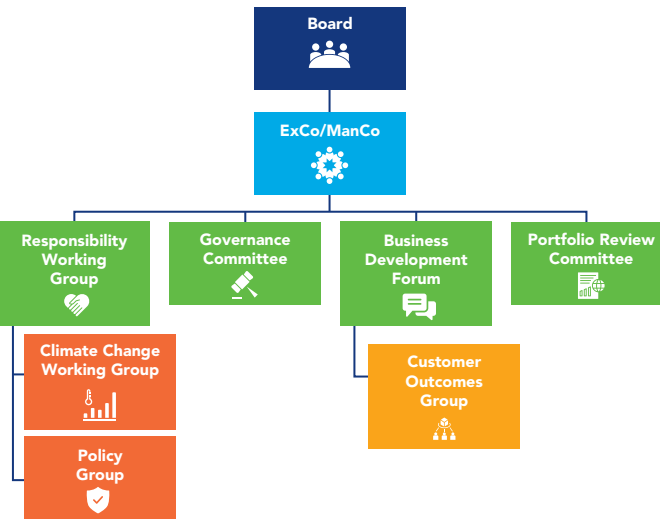 Board
ExCo/ManCo
Responsibility
Working
Group
Governance
Committee
Business
Development
Forum
Portfolio Review
Committee
Climate Change
Working Group
Policy
Group
Customer
Outcomes
Group